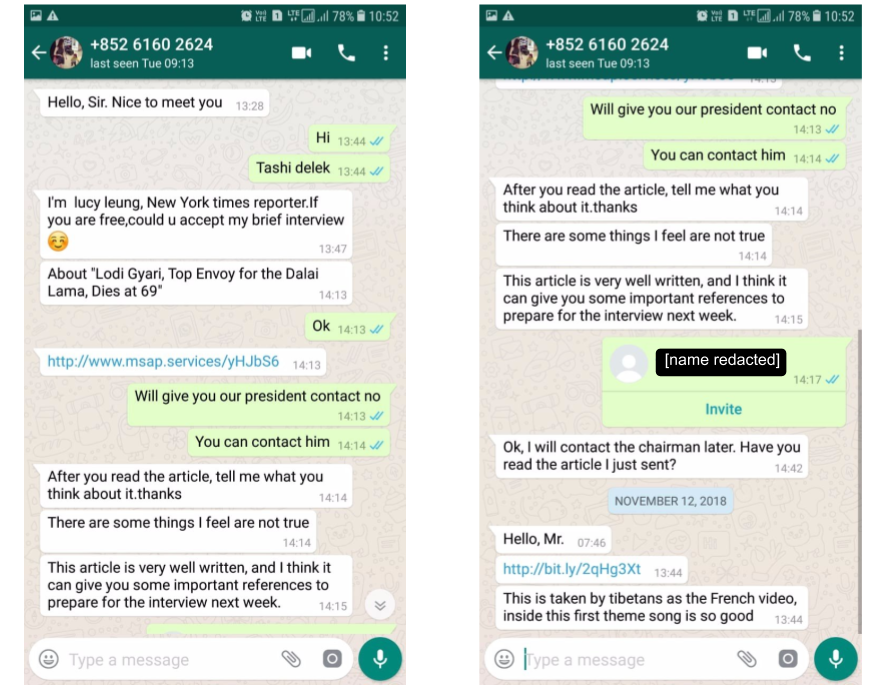 78% 10:52
+852 6160 2624
last seen Tue 09:13
Hello, Sir. Nice to meet you 13:28
Hi 13:44
Tashi delek 13:44
I'm lucy leung, New York times reporter.If
you are free,could u accept my brief interview
13:47
About "Lodi Gyari, Top Envoy for the Dalai
Lama, Dies at 69"
14:13
Ok 14:13
http://www.msap.services/yHJbS6 14:13
Will give you our president contact no
14:13
You can contact him 14:14
After you read the article, tell me what you
think about it.thanks
14:14
There are some things I feel are not true
14:14
This article is very well written, and I think it
can give you some important references to
prepare for the interview next week. 14:15
Type a message
78% 10:52
+852 6160 2624
last seen Tue 09:13
Will give you our president contact no
14:13
You can contact him 14:14
After you read the article, tell me what you
think about it.thanks
14:14
There are some things I feel are not true
14:14
This article is very well written, and I think it
can give you some important references to
prepare for the interview next week. 14:15
[name redacted]
14:17
Invite
Ok, I will contact the chairman later. Have you
read the article I just sent?
14:42
NOVEMBER 12, 2018
Hello, Mr. 07:46
http://bit.ly/2qHg3Xt 13:44
This is taken by tibetans as the French video,
inside this first theme song is so good 13:44
Type a message